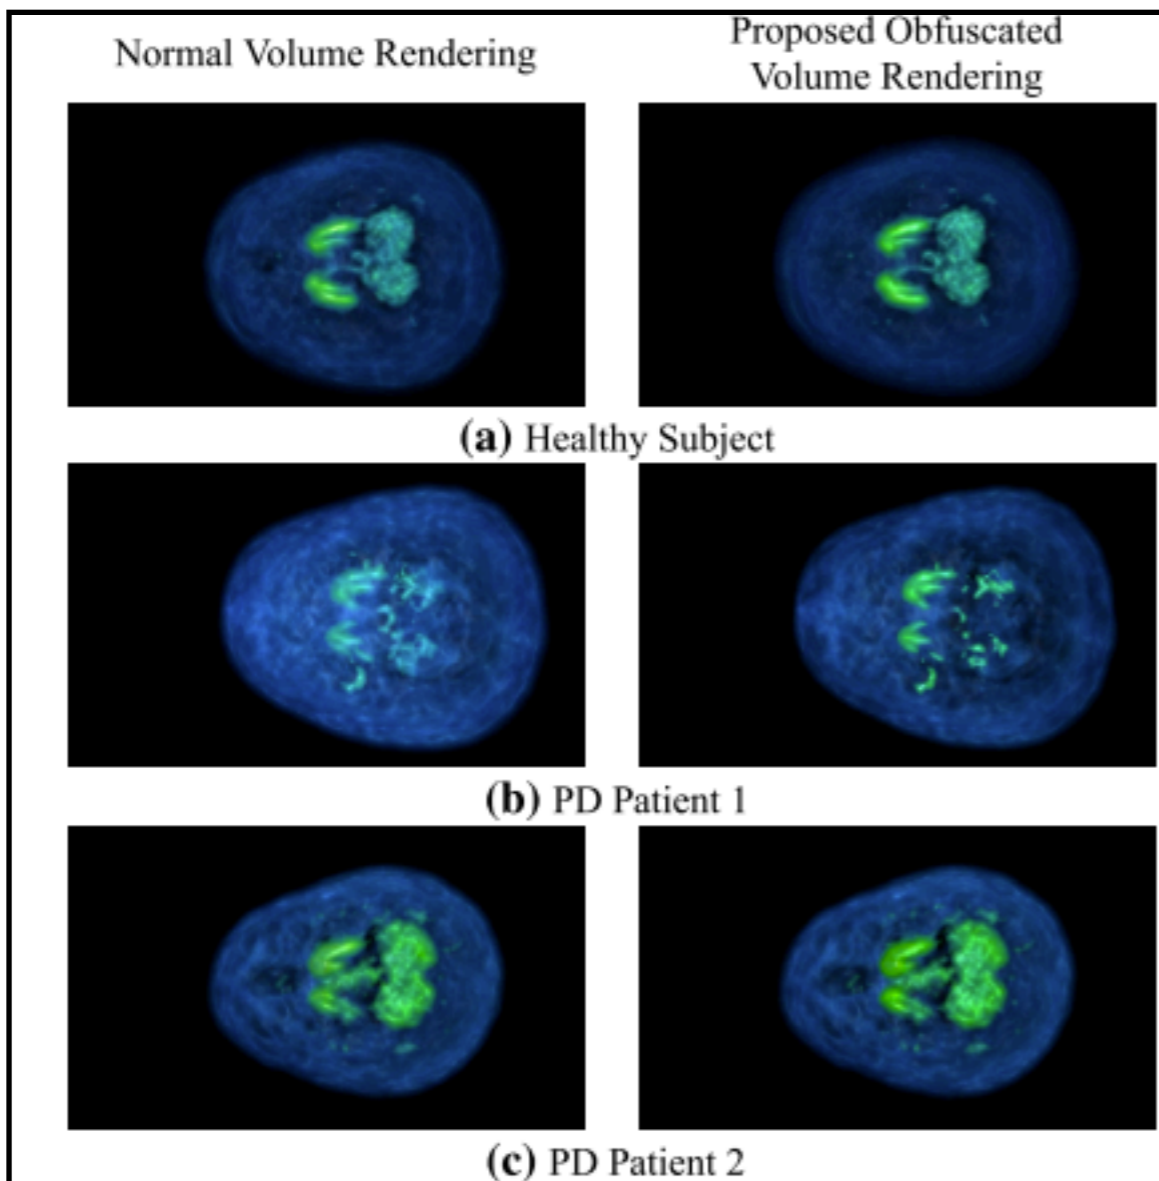 Normal Volume Rendering
Proposed Obfuscated
Volume Rendering
(a) Healthy Subject
(b) PD Patient 1
(c) PD Patient 2